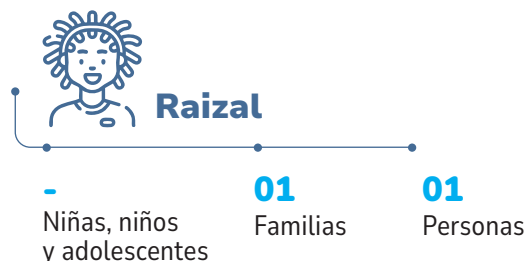 Raizal
-
Niñas, niños
y adolescentes
01
Familias
01
Personas